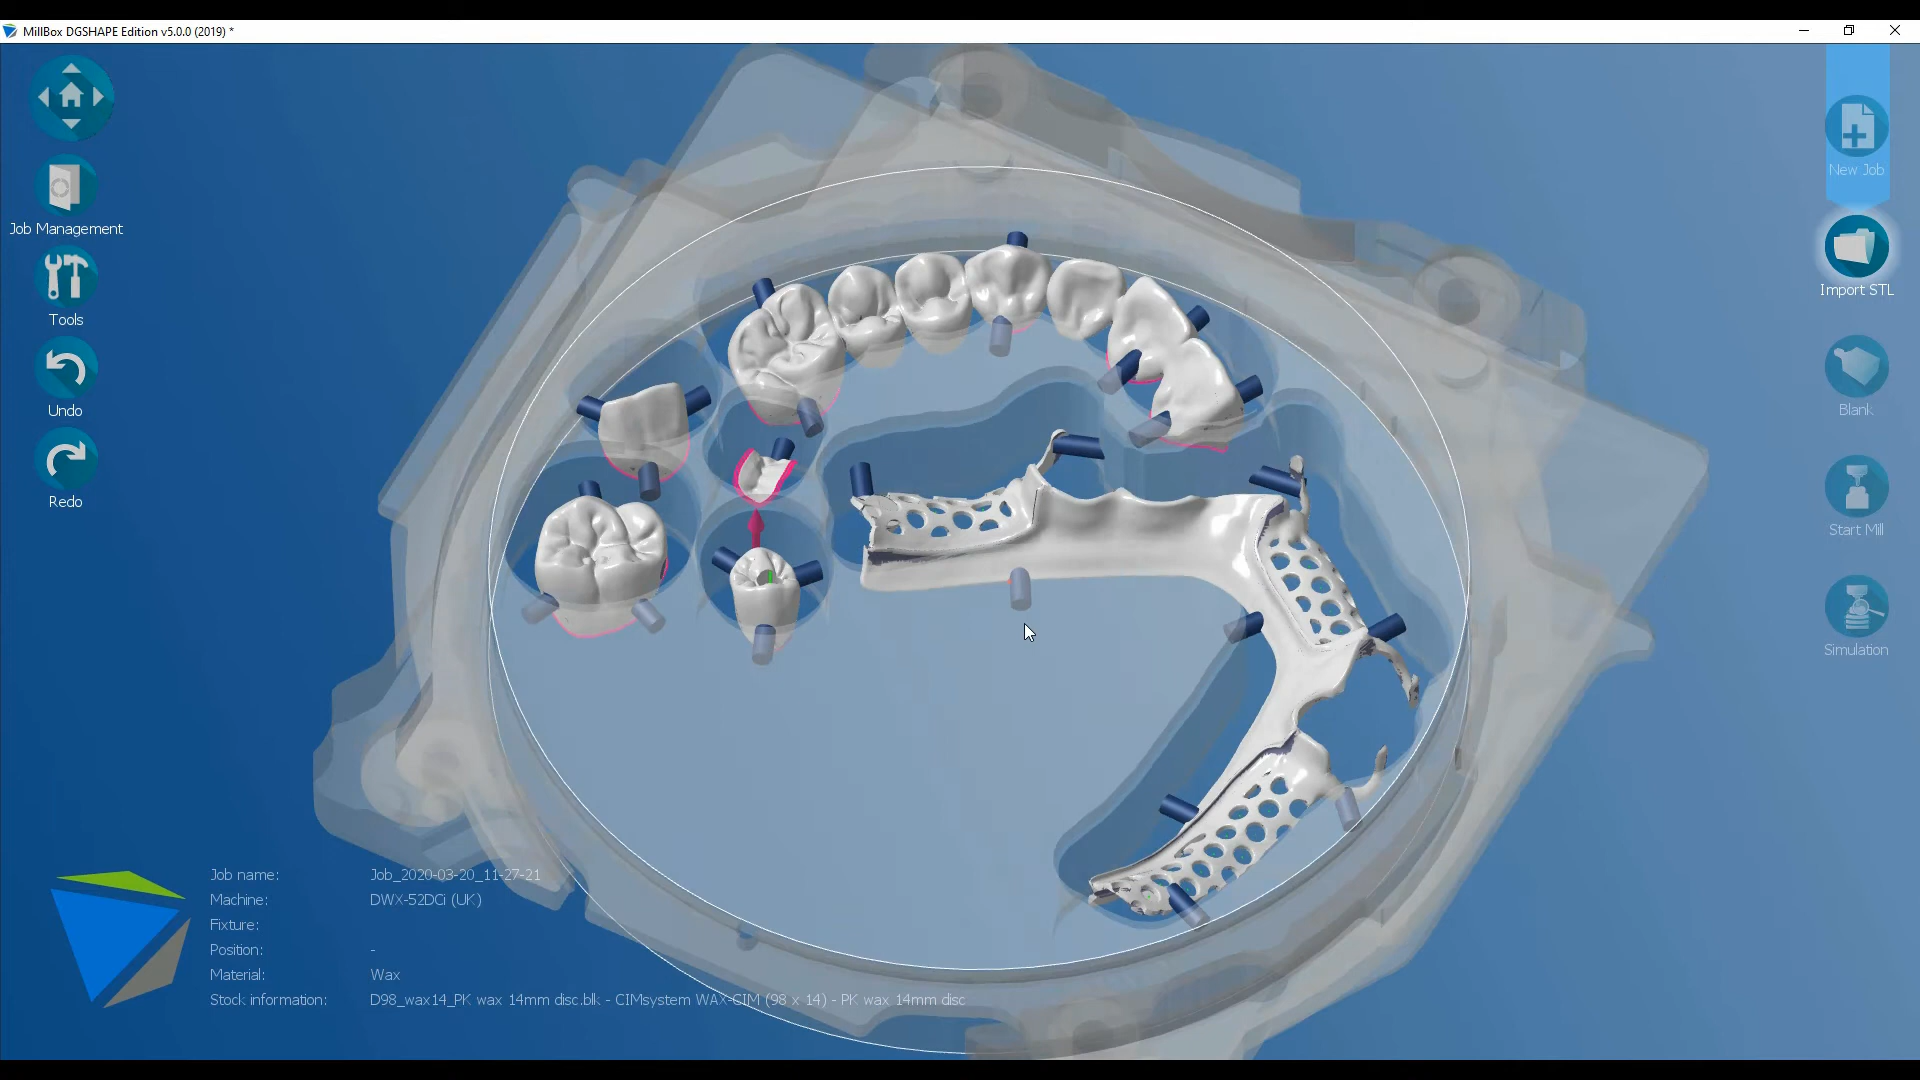 MillBox DGSHAPE Edition v5.0.0 (2019) *
Job Management
Tools
Undo
Redo
New Job
Import STL
Blank
Start Mill
Simulation
Job name: Job_2020-03-20_11-27-21
Machine: DWX-52DCi (UK)
Fixture:
Position: -
Material: Wax
Stock information: D98_wax14_PK wax 14mm disc.blk - CIMsystem WAX-CIM (98 x 14) - PK wax 14mm disc